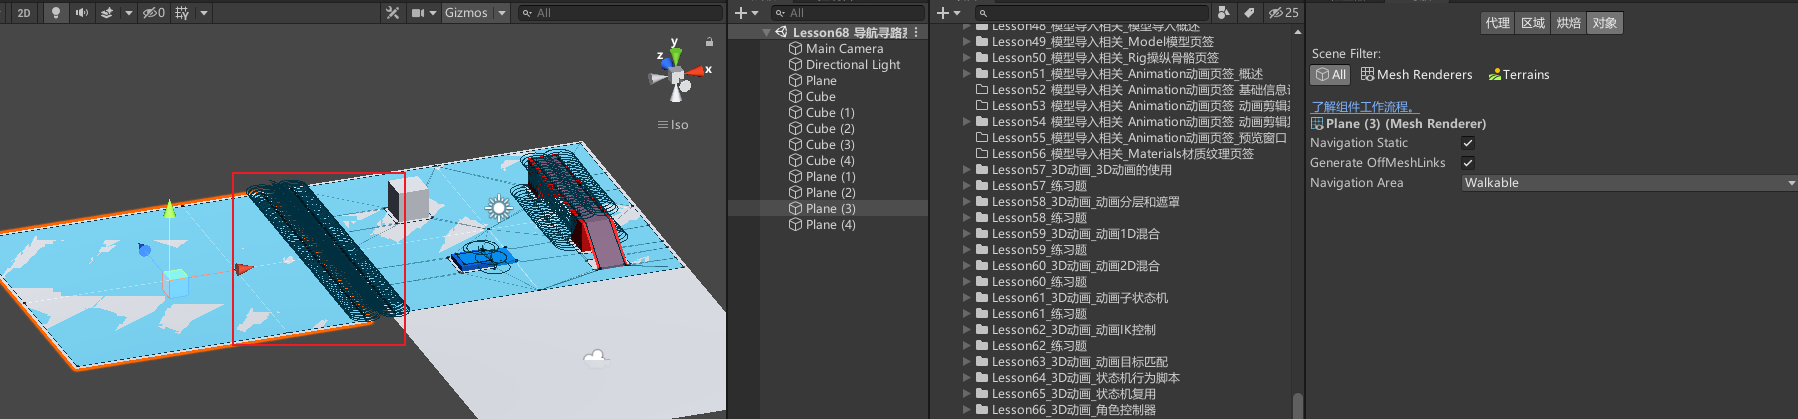 2D
0
Gizmos
All
y
z
x
Iso
All
Lesson68 导航寻路系
Main Camera
Directional Light
Plane
Cube
Cube (1)
Cube (2)
Cube (3)
Cube (4)
Plane (1)
Plane (2)
Plane (3)
Plane (4)
25
Lesson48_模型导入相关_模型导入概述
Lesson49_模型导入相关_Model模型页签
Lesson50_模型导入相关_Rig操纵骨骼页签
Lesson51_模型导入相关_Animation动画页签_概述
Lesson52_模型导入相关_Animation动画页签_基础信息
Lesson53_模型导入相关_Animation动画页签_动画剪辑
Lesson54_模型导入相关_Animation动画页签_动画剪辑
Lesson55_模型导入相关_Animation动画页签_预览窗口
Lesson56_模型导入相关_Materials材质纹理页签
Lesson57_3D动画_3D动画的使用
Lesson57_练习题
Lesson58_3D动画_动画分层和遮罩
Lesson58_练习题
Lesson59_3D动画_动画1D混合
Lesson59_练习题
Lesson60_3D动画_动画2D混合
Lesson60_练习题
Lesson61_3D动画_动画子状态机
Lesson61_练习题
Lesson62_3D动画_动画IK控制
Lesson62_练习题
Lesson63_3D动画_动画目标匹配
Lesson64_3D动画_状态机行为脚本
Lesson65_3D动画_状态机复用
Lesson66_3D动画_角色控制器
代理 区域 烘焙 对象
Scene Filter:
All Mesh Renderers Terrains
了解组件工作流程。
Plane (3) (Mesh Renderer)
Navigation Static
Generate OffMeshLinks
Navigation Area Walkable